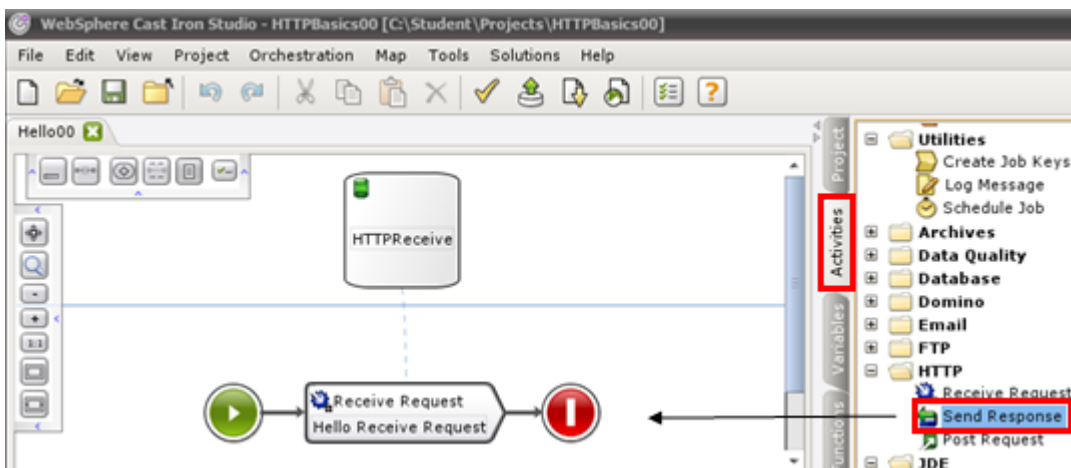 WebSphere Cast Iron Studio - HTTPBasics00 [C:\Student\Projects\HTTPBasics00]
File Edit View Project Orchestration Map Tools Solutions Help
Hello00
HTTPReceive
Receive Request
Hello Receive Request
1:1
Project
Activities
Variables
Functions
Utilities
Create Job Keys
Log Message
Schedule Job
Archives
Data Quality
Database
Domino
Email
FTP
HTTP
Receive Request
Send Response
Post Request
JDE